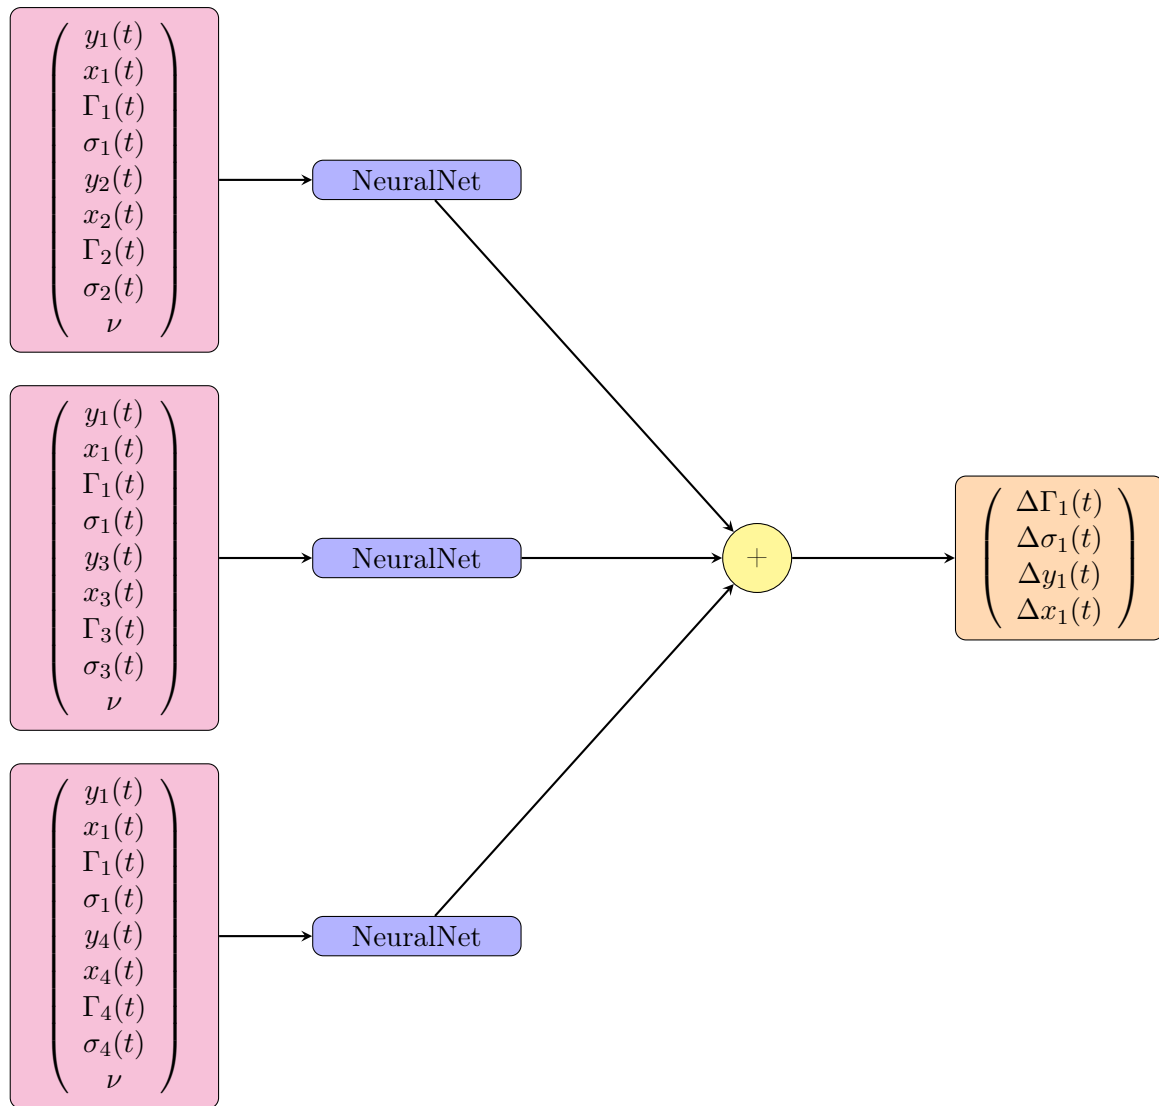 y₁(t)
x₁(t)
Γ₁(t)
σ₁(t)
y₂(t)
x₂(t)
Γ₂(t)
σ₂(t)
ν
NeuralNet
y₁(t)
x₁(t)
Γ₁(t)
σ₁(t)
y₃(t)
x₃(t)
Γ₃(t)
σ₃(t)
ν
NeuralNet
+
ΔΓ₁(t)
Δσ₁(t)
Δy₁(t)
Δx₁(t)
y₁(t)
x₁(t)
Γ₁(t)
σ₁(t)
y₄(t)
x₄(t)
Γ₄(t)
σ₄(t)
ν
NeuralNet